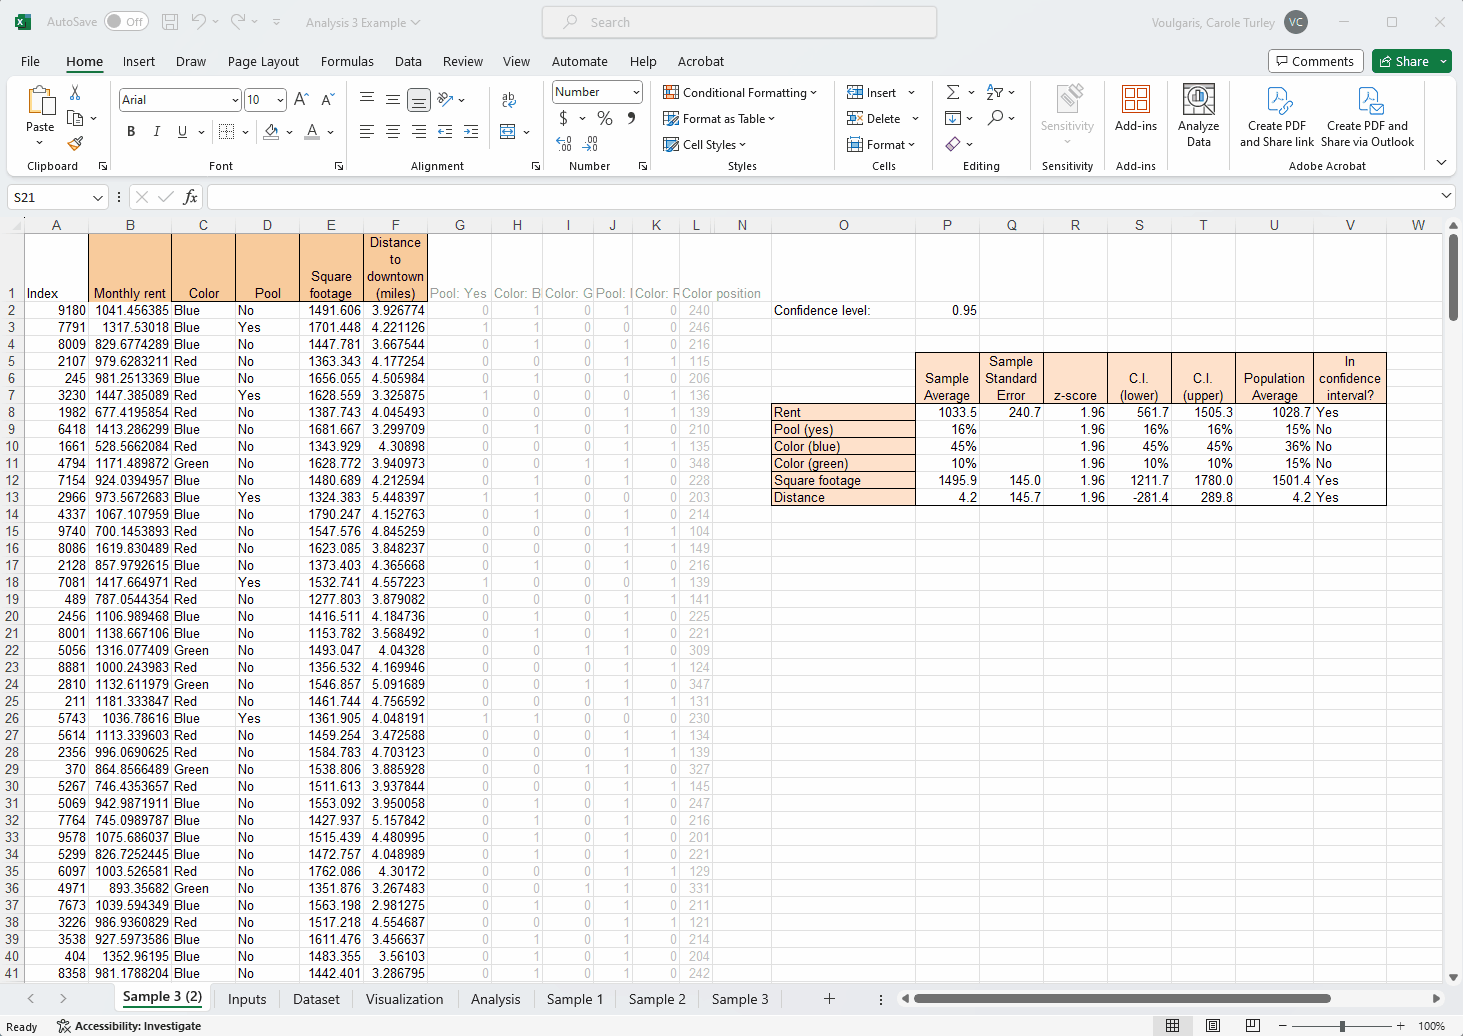 AutoSave Off Analysis 3 Example Search Voulgaris, Carole Turley VC
File Home Insert Draw Page Layout Formulas Data Review View Automate Help Acrobat Comments Share
Paste Arial 10 A A ab Number Conditional Formatting Insert Sensitivity Add-ins Analyze Data Create PDF and Share link Create PDF and Share via Outlook
B I U A $ % Format as Table Delete
Cell Styles Format
Clipboard Font Alignment Number Styles Cells Editing Sensitivity Add-ins Adobe Acrobat
S21 fx
A B C D E F G H I J K L N O P Q R S T U V W
1 Index Monthly rent Color Pool Square footage Distance to downtown (miles) Pool: Yes Color: B Color: G Pool: Color: R Color position
2 9180 1041.456385 Blue No 1491.606 3.926774 0 1 0 1 0 240 Confidence level: 0.95
3 7791 1317.53018 Blue Yes 1701.448 4.221126 1 1 0 0 0 246
4 8009 829.6774289 Blue No 1447.781 3.667544 0 1 0 1 0 216
5 2107 979.6283211 Red No 1363.343 4.177254 0 0 0 1 1 115
6 245 981.2513369 Blue No 1656.055 4.505984 0 1 0 1 0 206
7 3230 1447.385089 Red Yes 1628.559 3.325875 1 0 0 0 1 136
Sample Average Sample Standard Error z-score C.I. (lower) C.I. (upper) Population Average In confidence interval?
8 1982 677.4195854 Red No 1387.743 4.045493 0 0 0 1 1 139 Rent 1033.5 240.7 1.96 561.7 1505.3 1028.7 Yes
9 6418 1413.286299 Blue No 1681.667 3.299709 0 1 0 1 0 210 Pool (yes) 16% 1.96 16% 16% 15% No
10 1661 528.5662084 Red No 1343.929 4.30898 0 0 0 1 1 135 Color (blue) 45% 1.96 45% 45% 36% No
11 4794 1171.489872 Green No 1628.772 3.940973 0 0 1 1 0 348 Color (green) 10% 1.96 10% 10% 15% No
12 7154 924.0394957 Blue No 1480.689 4.212594 0 1 0 1 0 228 Square footage 1495.9 145.0 1.96 1211.7 1780.0 1501.4 Yes
13 2966 973.5672683 Blue Yes 1324.383 5.448397 1 1 0 0 0 203 Distance 4.2 145.7 1.96 -281.4 289.8 4.2 Yes
14 4337 1067.107959 Blue No 1790.247 4.152763 0 1 0 1 0 214
15 9740 700.1453893 Red No 1547.576 4.845259 0 0 0 1 1 104
16 8086 1619.830489 Red No 1623.085 3.848237 0 0 0 1 1 149
17 2128 857.9792615 Blue No 1373.403 4.365668 0 1 0 1 0 216
18 7081 1417.664971 Red Yes 1532.741 4.557223 1 0 0 0 1 139
19 489 787.0544354 Red No 1277.803 3.879082 0 0 0 1 1 141
20 2456 1106.989468 Blue No 1416.511 4.184736 0 1 0 1 0 225
21 8001 1138.667106 Blue No 1153.782 3.568492 0 1 0 1 0 221
22 5056 1316.077409 Green No 1493.047 4.04328 0 0 1 1 0 309
23 8881 1000.243983 Red No 1356.532 4.169946 0 0 0 1 1 124
24 2810 1132.611979 Green No 1546.857 5.091689 0 0 1 1 0 347
25 211 1181.333847 Red No 1461.744 4.756592 0 0 0 1 1 131
26 5743 1036.78616 Blue Yes 1361.905 4.048191 1 1 0 0 0 230
27 5614 1113.339603 Red No 1459.254 3.472588 0 0 0 1 1 134
28 2356 996.0690625 Red No 1584.783 4.703123 0 0 0 1 1 139
29 370 864.8566489 Green No 1538.806 3.885928 0 0 1 1 0 327
30 5267 746.4353657 Red No 1511.613 3.937844 0 0 0 1 1 145
31 5069 942.9871911 Blue No 1553.092 3.950058 0 1 0 1 0 247
32 7764 745.0989787 Blue No 1427.937 5.157842 0 1 0 1 0 216
33 9578 1075.686037 Blue No 1515.439 4.480995 0 1 0 1 0 201
34 5299 826.7252445 Blue No 1472.757 4.048989 0 1 0 1 0 221
35 6097 1003.526581 Red No 1762.086 4.30172 0 0 0 1 1 129
36 4971 893.35682 Green No 1351.876 3.267483 0 0 1 1 0 331
37 7673 1039.594349 Blue No 1563.198 2.981275 0 1 0 1 0 211
38 3226 986.9360829 Red No 1517.218 4.554687 0 0 0 1 1 121
39 3538 927.5973586 Blue No 1611.476 3.456637 0 1 0 1 0 214
40 404 1352.96195 Blue No 1483.355 3.56103 0 1 0 1 0 204
41 8358 981.1788204 Blue No 1442.401 3.286795 0 1 0 1 0 242
Sample 3 (2) Inputs Dataset Visualization Analysis Sample 1 Sample 2 Sample 3
Ready Accessibility: Investigate 100%